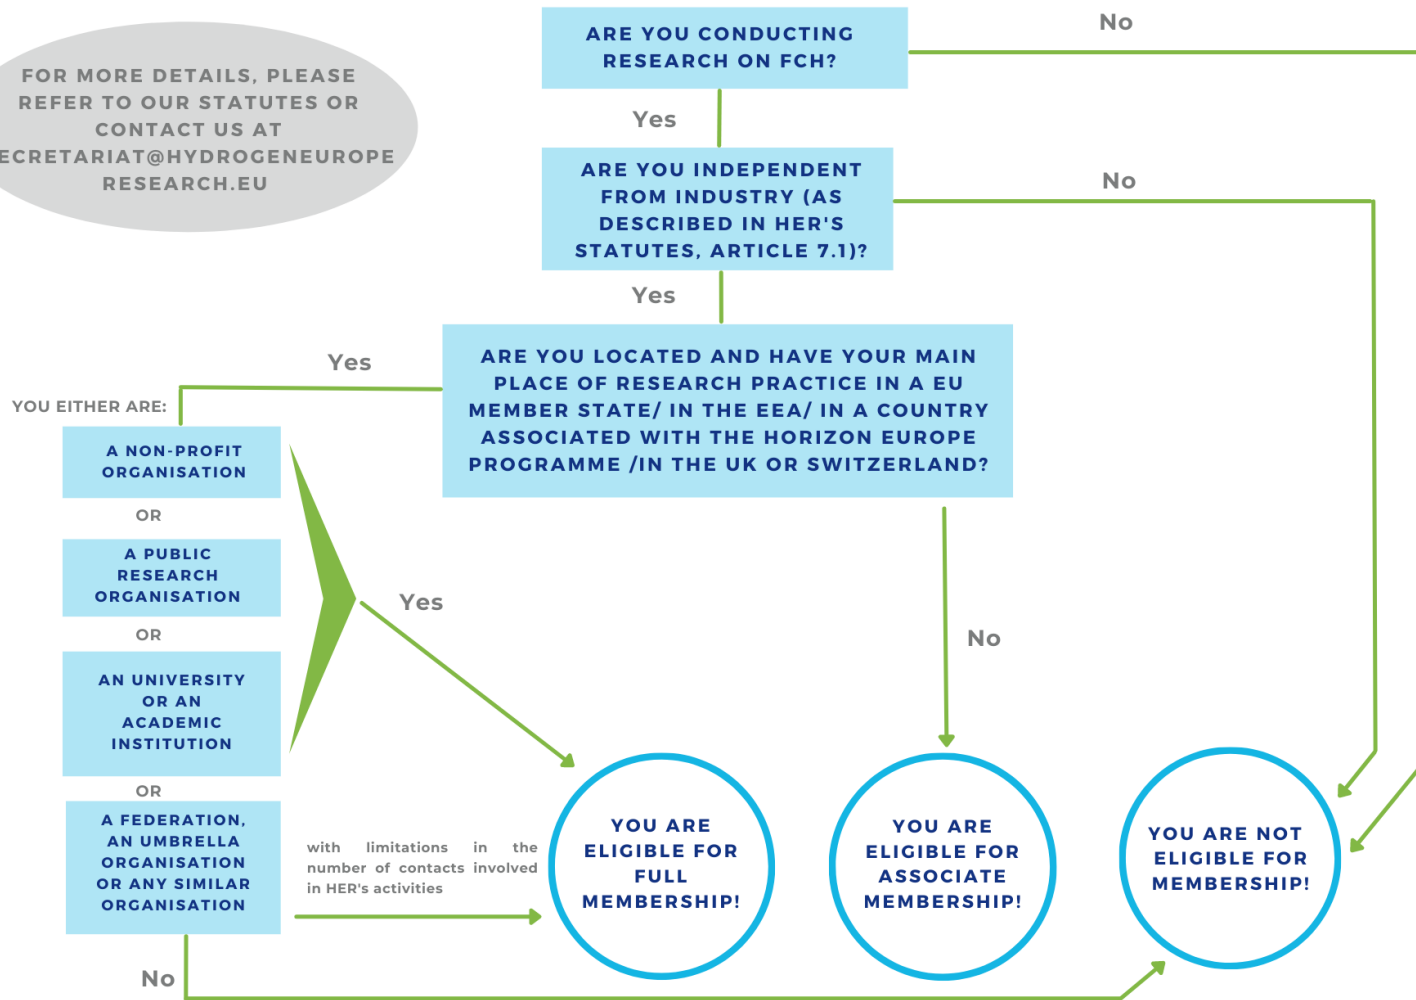 ARE YOU CONDUCTING
RESEARCH ON FCH?
No
FOR MORE DETAILS, PLEASE
REFER TO OUR STATUTES OR
CONTACT US AT
ECRETARIAT@HYDROGENEUROPE
RESEARCH.EU
Yes
ARE YOU INDEPENDENT
FROM INDUSTRY (AS
DESCRIBED IN HER'S
STATUTES, ARTICLE 7.1)?
No
Yes
ARE YOU LOCATED AND HAVE YOUR MAIN
PLACE OF RESEARCH PRACTICE IN A EU
MEMBER STATE/ IN THE EEA/ IN A COUNTRY
ASSOCIATED WITH THE HORIZON EUROPE
PROGRAMME /IN THE UK OR SWITZERLAND?
Yes
YOU EITHER ARE:
A NON-PROFIT
ORGANISATION
OR
A PUBLIC
RESEARCH
ORGANISATION
OR
AN UNIVERSITY
OR AN
ACADEMIC
INSTITUTION
OR
A FEDERATION,
AN UMBRELLA
ORGANISATION
OR ANY SIMILAR
ORGANISATION
Yes
No
with limitations in the
number of contacts involved
in HER's activities
YOU ARE
ELIGIBLE FOR
FULL
MEMBERSHIP!
YOU ARE
ELIGIBLE FOR
ASSOCIATE
MEMBERSHIP!
YOU ARE NOT
ELIGIBLE FOR
MEMBERSHIP!
No